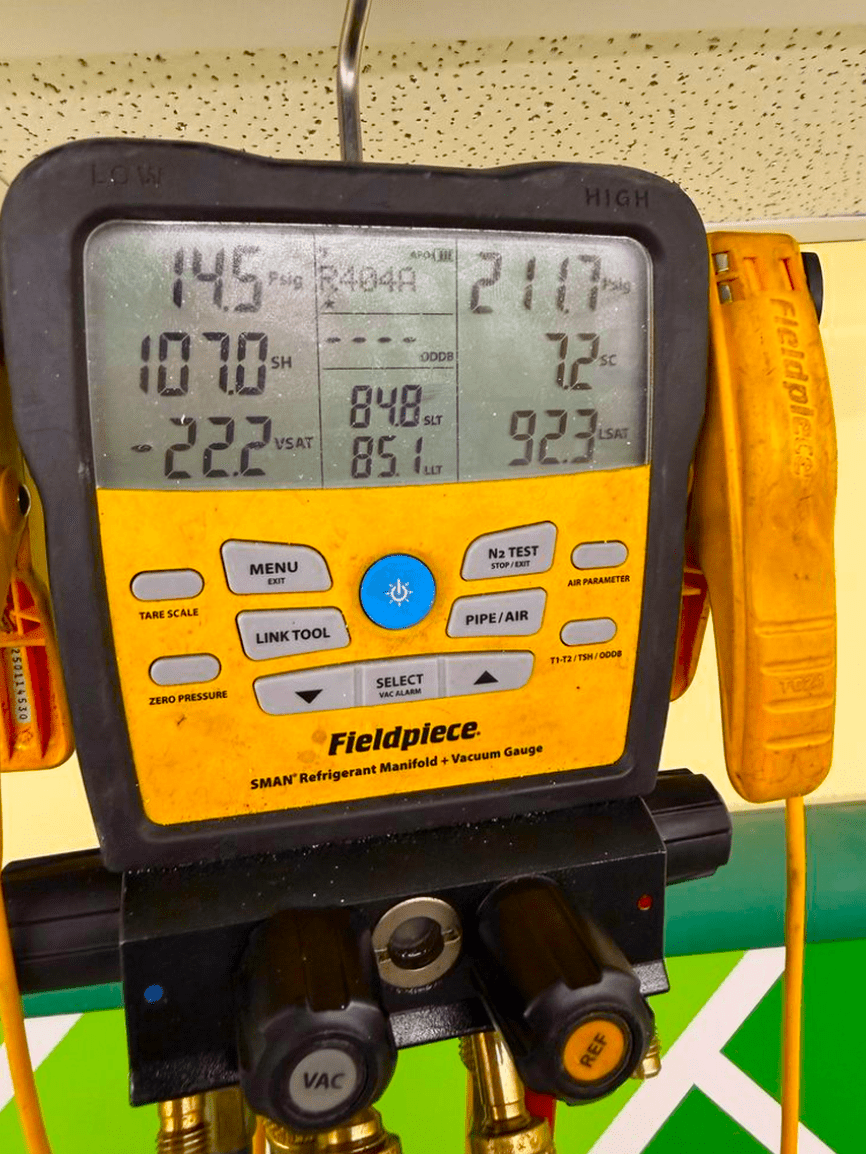 LOW
HIGH
14.5 Psig
R404A
APO
211.7 Psig
107.0 SH
---- ODDB
7.2 SC
-22.2 VSAT
84.8 SLT
85.1 LLT
92.3 LSAT
Fieldpiece
MENU
EXIT
N2 TEST
STOP / EXIT
TARE SCALE
AIR PARAMETER
LINK TOOL
PIPE / AIR
ZERO PRESSURE
SELECT
VAC ALARM
T1-T2 / TSH / ODDB
250114530
Fieldpiece
SMAN® Refrigerant Manifold + Vacuum Gauge
VAC
REF